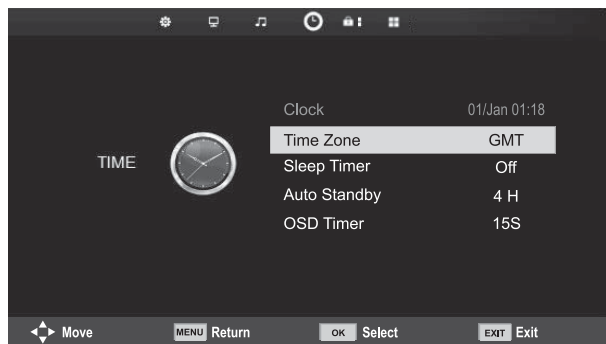 Clock 01/Jan 01:18
Time Zone GMT
TIME
Sleep Timer Off
Auto Standby 4 H
OSD Timer 15S
Move MENU Return OK Select EXIT Exit